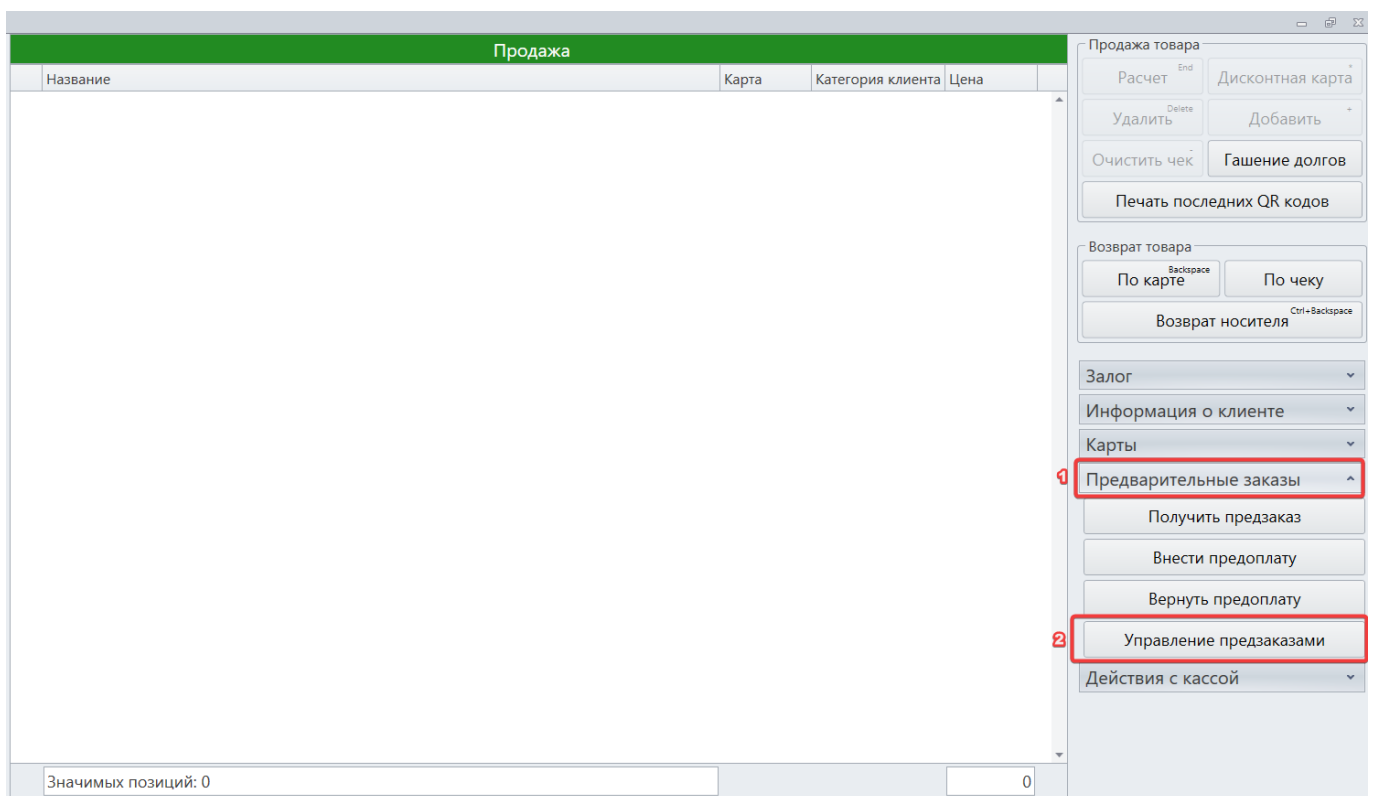 Продажа
Название Карта Категория клиента Цена
Значимых позиций: 0 0
Продажа товара
Расчет End Дисконтная карта *
Удалить Delete Добавить +
Очистить чек - Гашение долгов
Печать последних QR кодов
Возврат товара
По карте Backspace По чеку
Возврат носителя Ctrl+Backspace
Залог
Информация о клиенте
Карты
1 Предварительные заказы
Получить предзаказ
Внести предоплату
Вернуть предоплату
2 Управление предзаказами
Действия с кассой